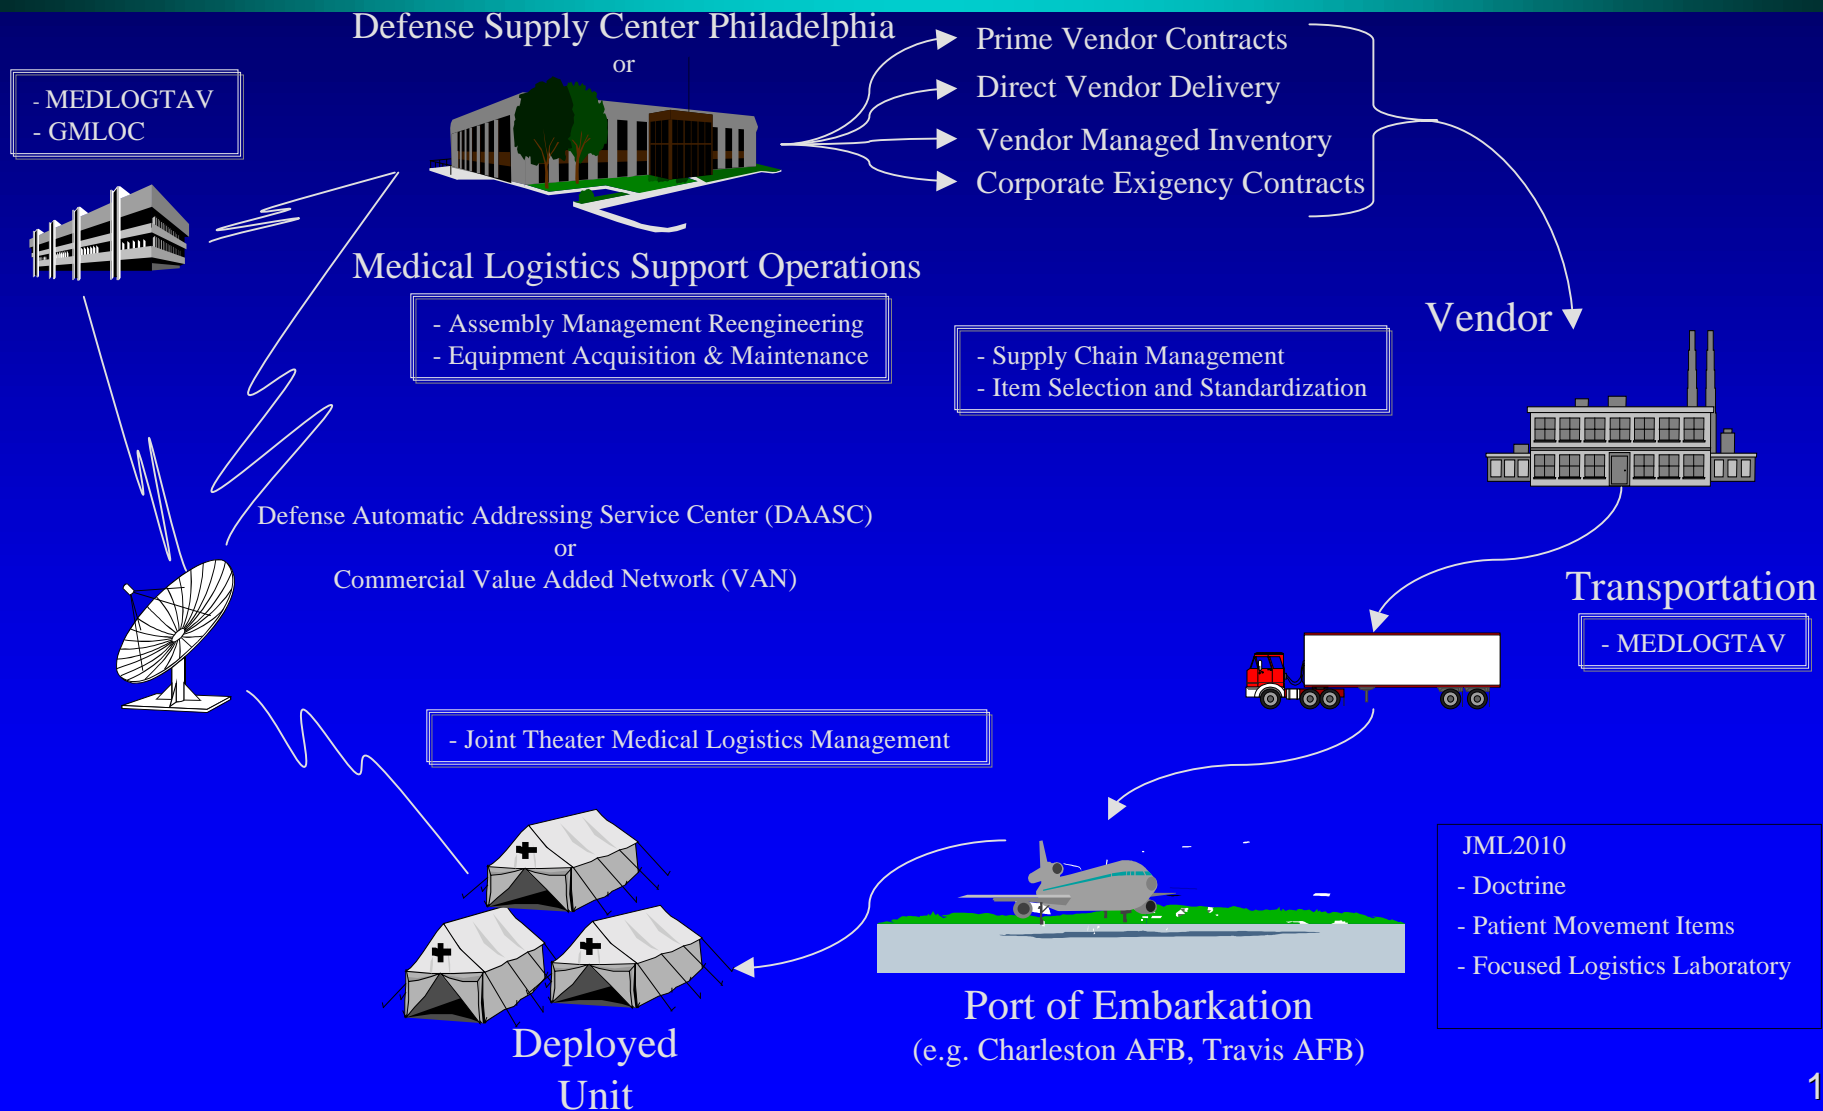 Defense Supply Center Philadelphia
or
- MEDLOGTAV
- GMLOC
Prime Vendor Contracts
Direct Vendor Delivery
Vendor Managed Inventory
Corporate Exigency Contracts
Medical Logistics Support Operations
- Assembly Management Reengineering
- Equipment Acquisition & Maintenance
- Supply Chain Management
- Item Selection and Standardization
Vendor
Defense Automatic Addressing Service Center (DAASC)
or
Commercial Value Added Network (VAN)
Transportation
- MEDLOGTAV
- Joint Theater Medical Logistics Management
JML2010
- Doctrine
- Patient Movement Items
- Focused Logistics Laboratory
Port of Embarkation
(e.g. Charleston AFB, Travis AFB)
Deployed
Unit
1